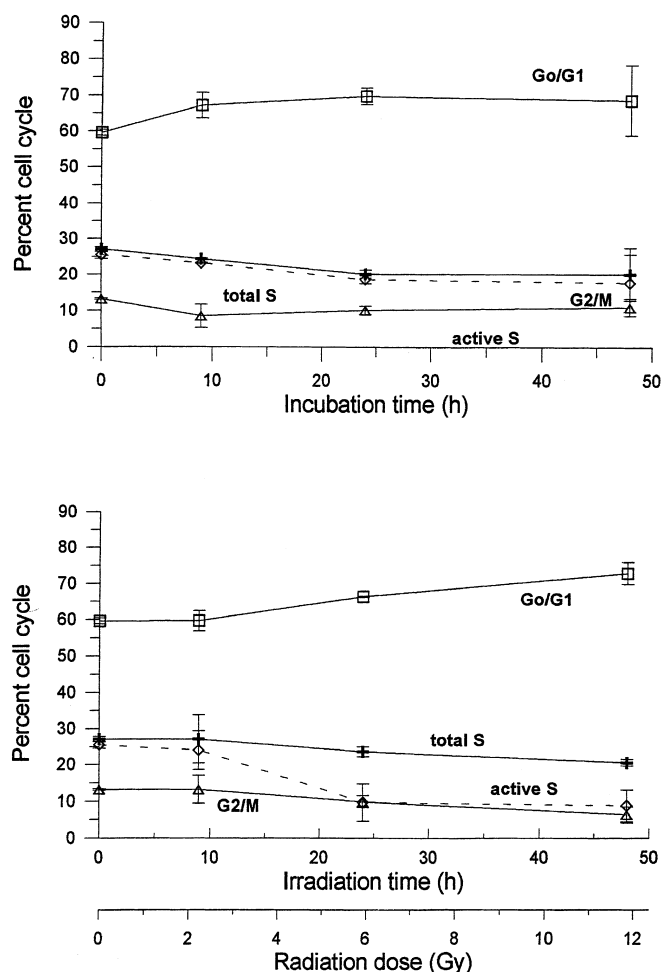 90
80
70
60
50
40
30
20
10
0
Percent cell cycle
Go/G1
total S
G2/M
active S
0 10 20 30 40 50
Incubation time (h)
90
80
70
60
50
40
30
20
10
0
Percent cell cycle
Go/G1
total S
active S
G2/M
0 10 20 30 40 50
Irradiation time (h)
0 2 4 6 8 10 12
Radiation dose (Gy)